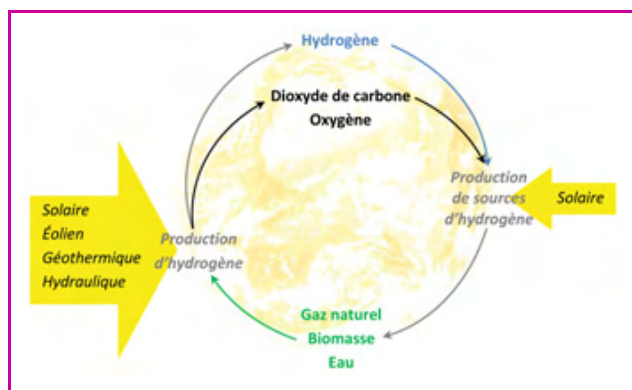 Hydrogène
Dioxyde de carbone
Oxygène
Solaire
Éolien
Géothermique
Hydraulique
Production
d'hydrogène
Production
de sources
d'hydrogène
Solaire
Gaz naturel
Biomasse
Eau